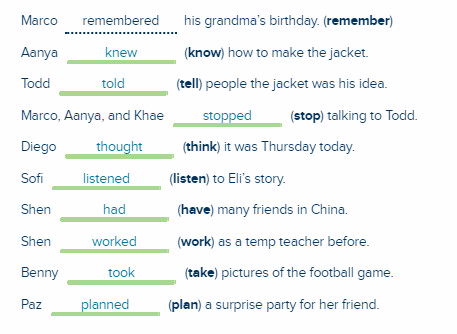 Marco remembered his grandma's birthday. (remember)
Aanya knew (know) how to make the jacket.
Todd told (tell) people the jacket was his idea.
Marco, Aanya, and Khae stopped (stop) talking to Todd.
Diego thought (think) it was Thursday today.
Sofi listened (listen) to Eli's story.
Shen had (have) many friends in China.
Shen worked (work) as a temp teacher before.
Benny took (take) pictures of the football game.
Paz planned (plan) a surprise party for her friend.